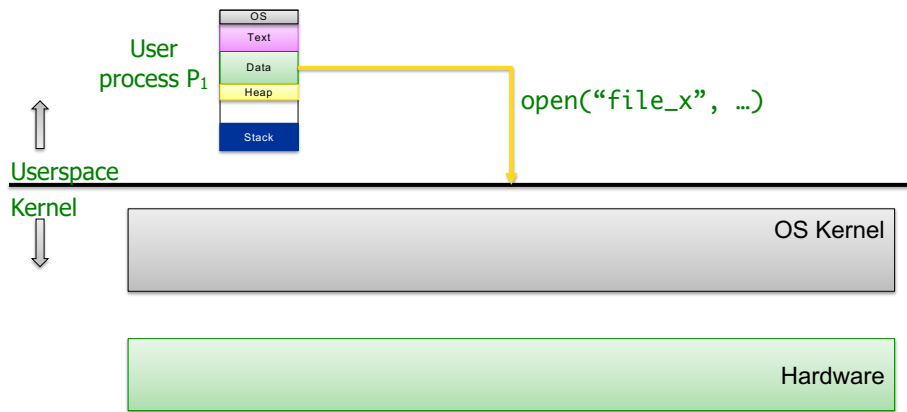 OS
Text
User
process P₁
Data
Heap
open(“file_x”, …)
Stack
Userspace
Kernel
OS Kernel
Hardware